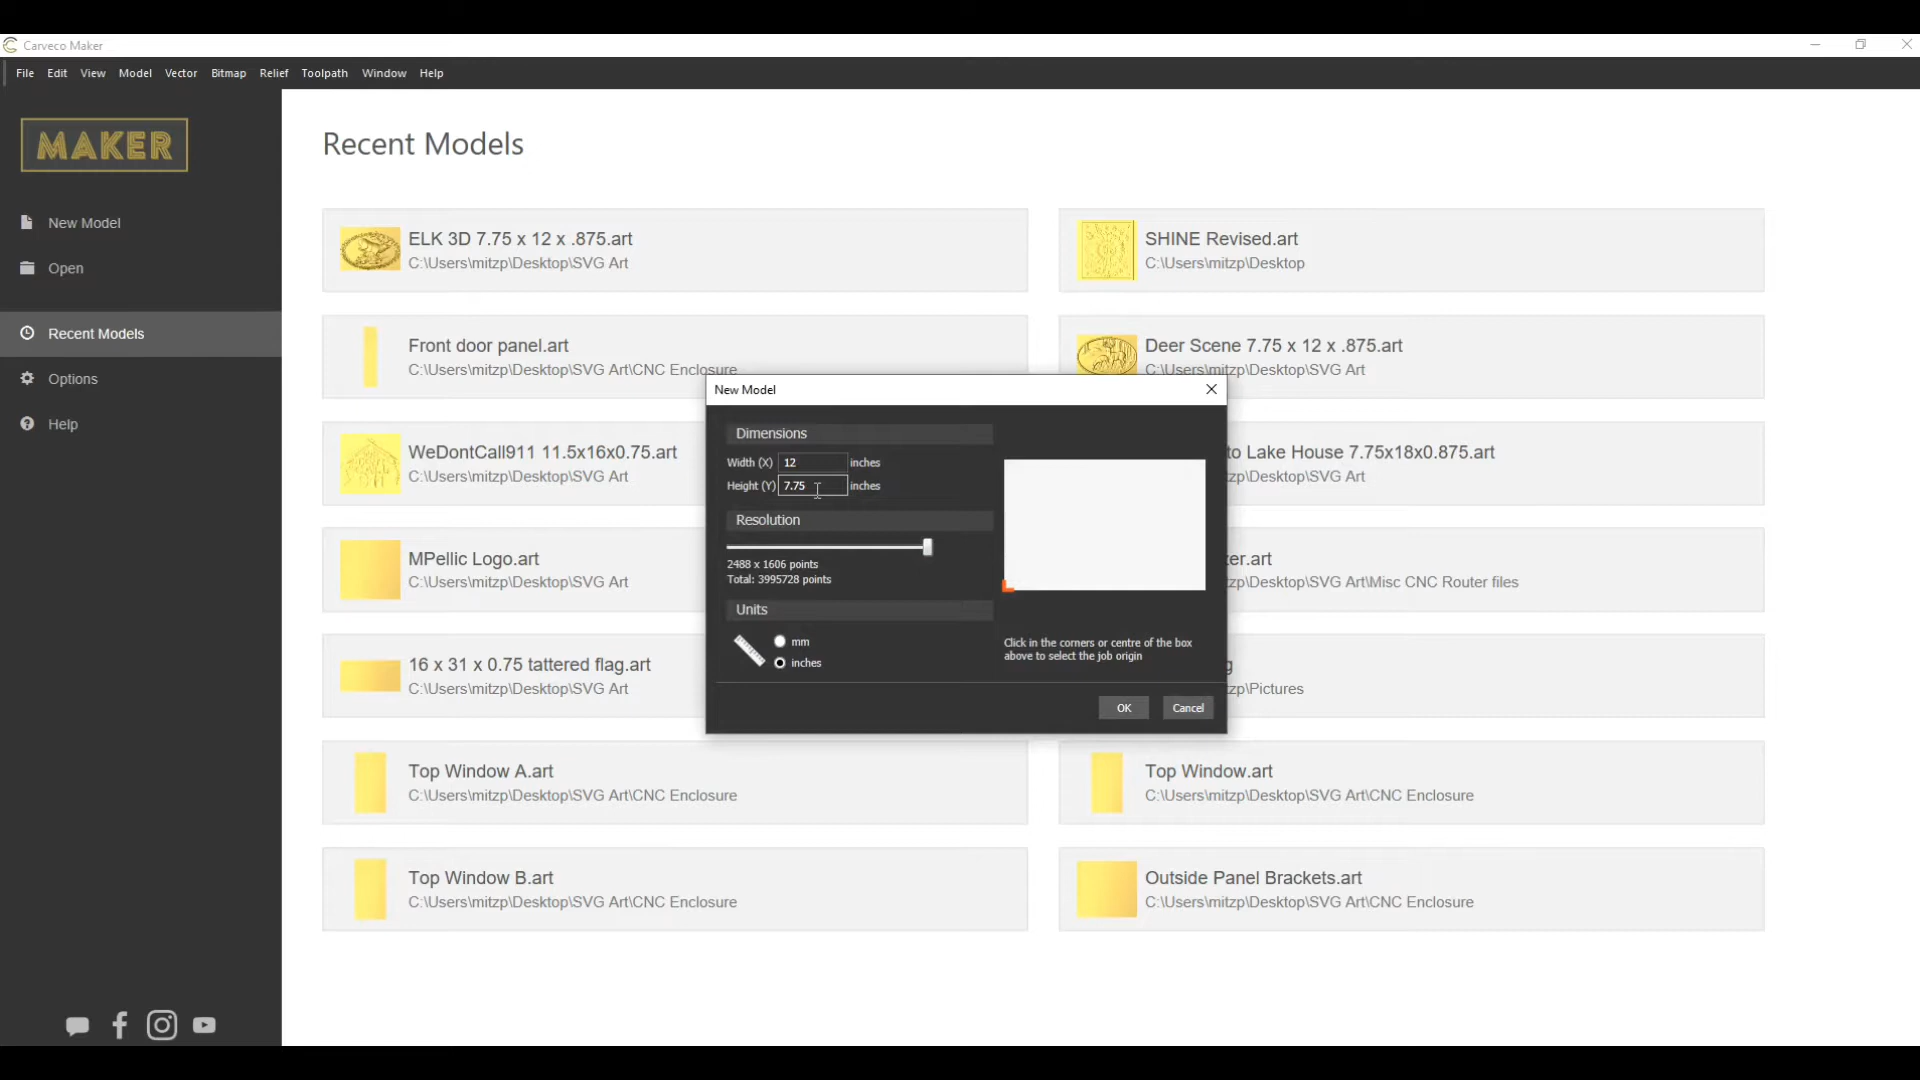 Carveco Maker
File Edit View Model Vector Bitmap Relief Toolpath Window Help
MAKER
New Model
Open
Recent Models
Options
Help
Recent Models
ELK 3D 7.75 x 12 x .875.art
C:\Users\mitzp\Desktop\SVG Art
SHINE Revised.art
C:\Users\mitzp\Desktop
Front door panel.art
C:\Users\mitzp\Desktop\SVG Art\CNC Enclosure
Deer Scene 7.75 x 12 x .875.art
C:\Users\mitzp\Desktop\SVG Art
WeDontCall911 11.5x16x0.75.art
C:\Users\mitzp\Desktop\SVG Art
to Lake House 7.75x18x0.875.art
zp\Desktop\SVG Art
MPellic Logo.art
C:\Users\mitzp\Desktop\SVG Art
er.art
zp\Desktop\SVG Art\Misc CNC Router files
16 x 31 x 0.75 tattered flag.art
C:\Users\mitzp\Desktop\SVG Art
g
zp\Pictures
Top Window A.art
C:\Users\mitzp\Desktop\SVG Art\CNC Enclosure
Top Window.art
C:\Users\mitzp\Desktop\SVG Art\CNC Enclosure
Top Window B.art
C:\Users\mitzp\Desktop\SVG Art\CNC Enclosure
Outside Panel Brackets.art
C:\Users\mitzp\Desktop\SVG Art\CNC Enclosure
New Model
Dimensions
Width (X) 12 inches
Height (Y) 7.75 inches
Resolution
2488 x 1606 points
Total: 3995728 points
Units
mm
inches
Click in the corners or centre of the box
above to select the job origin
OK Cancel